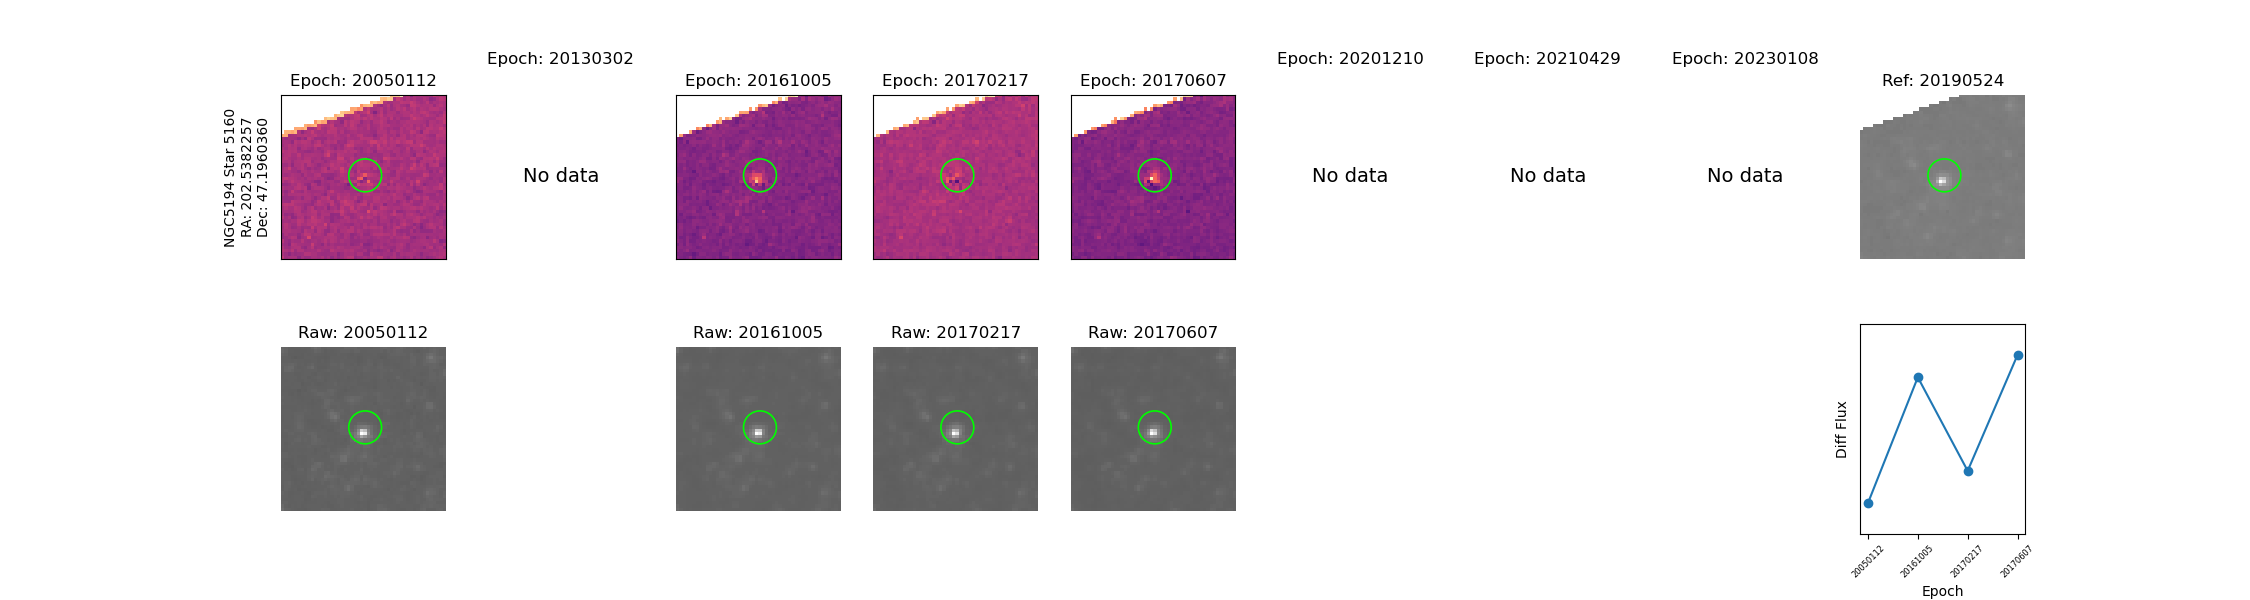 Epoch: 20050112
Epoch: 20130302
Epoch: 20161005
Epoch: 20170217
Epoch: 20170607
Epoch: 20201210
Epoch: 20210429
Epoch: 20230108
Ref: 20190524
NGC5194 Star 5160
RA: 202.5382257
Dec: 47.1960360
No data
No data
No data
No data
Raw: 20050112
Raw: 20161005
Raw: 20170217
Raw: 20170607
Diff Flux
20050112
20161005
20170217
20170607
Epoch